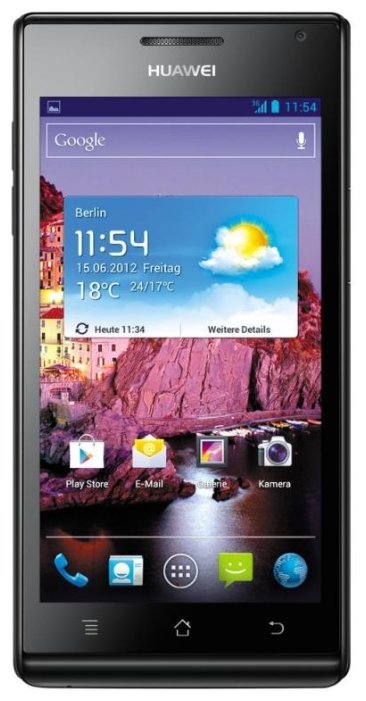 HUAWEI
3G 11:54
Google
Berlin
11:54
15.06.2012 Freitag
18°C 24/17°C
Heute 11:34 Weitere Details
@
Play Store E-Mail Galerie Kamera